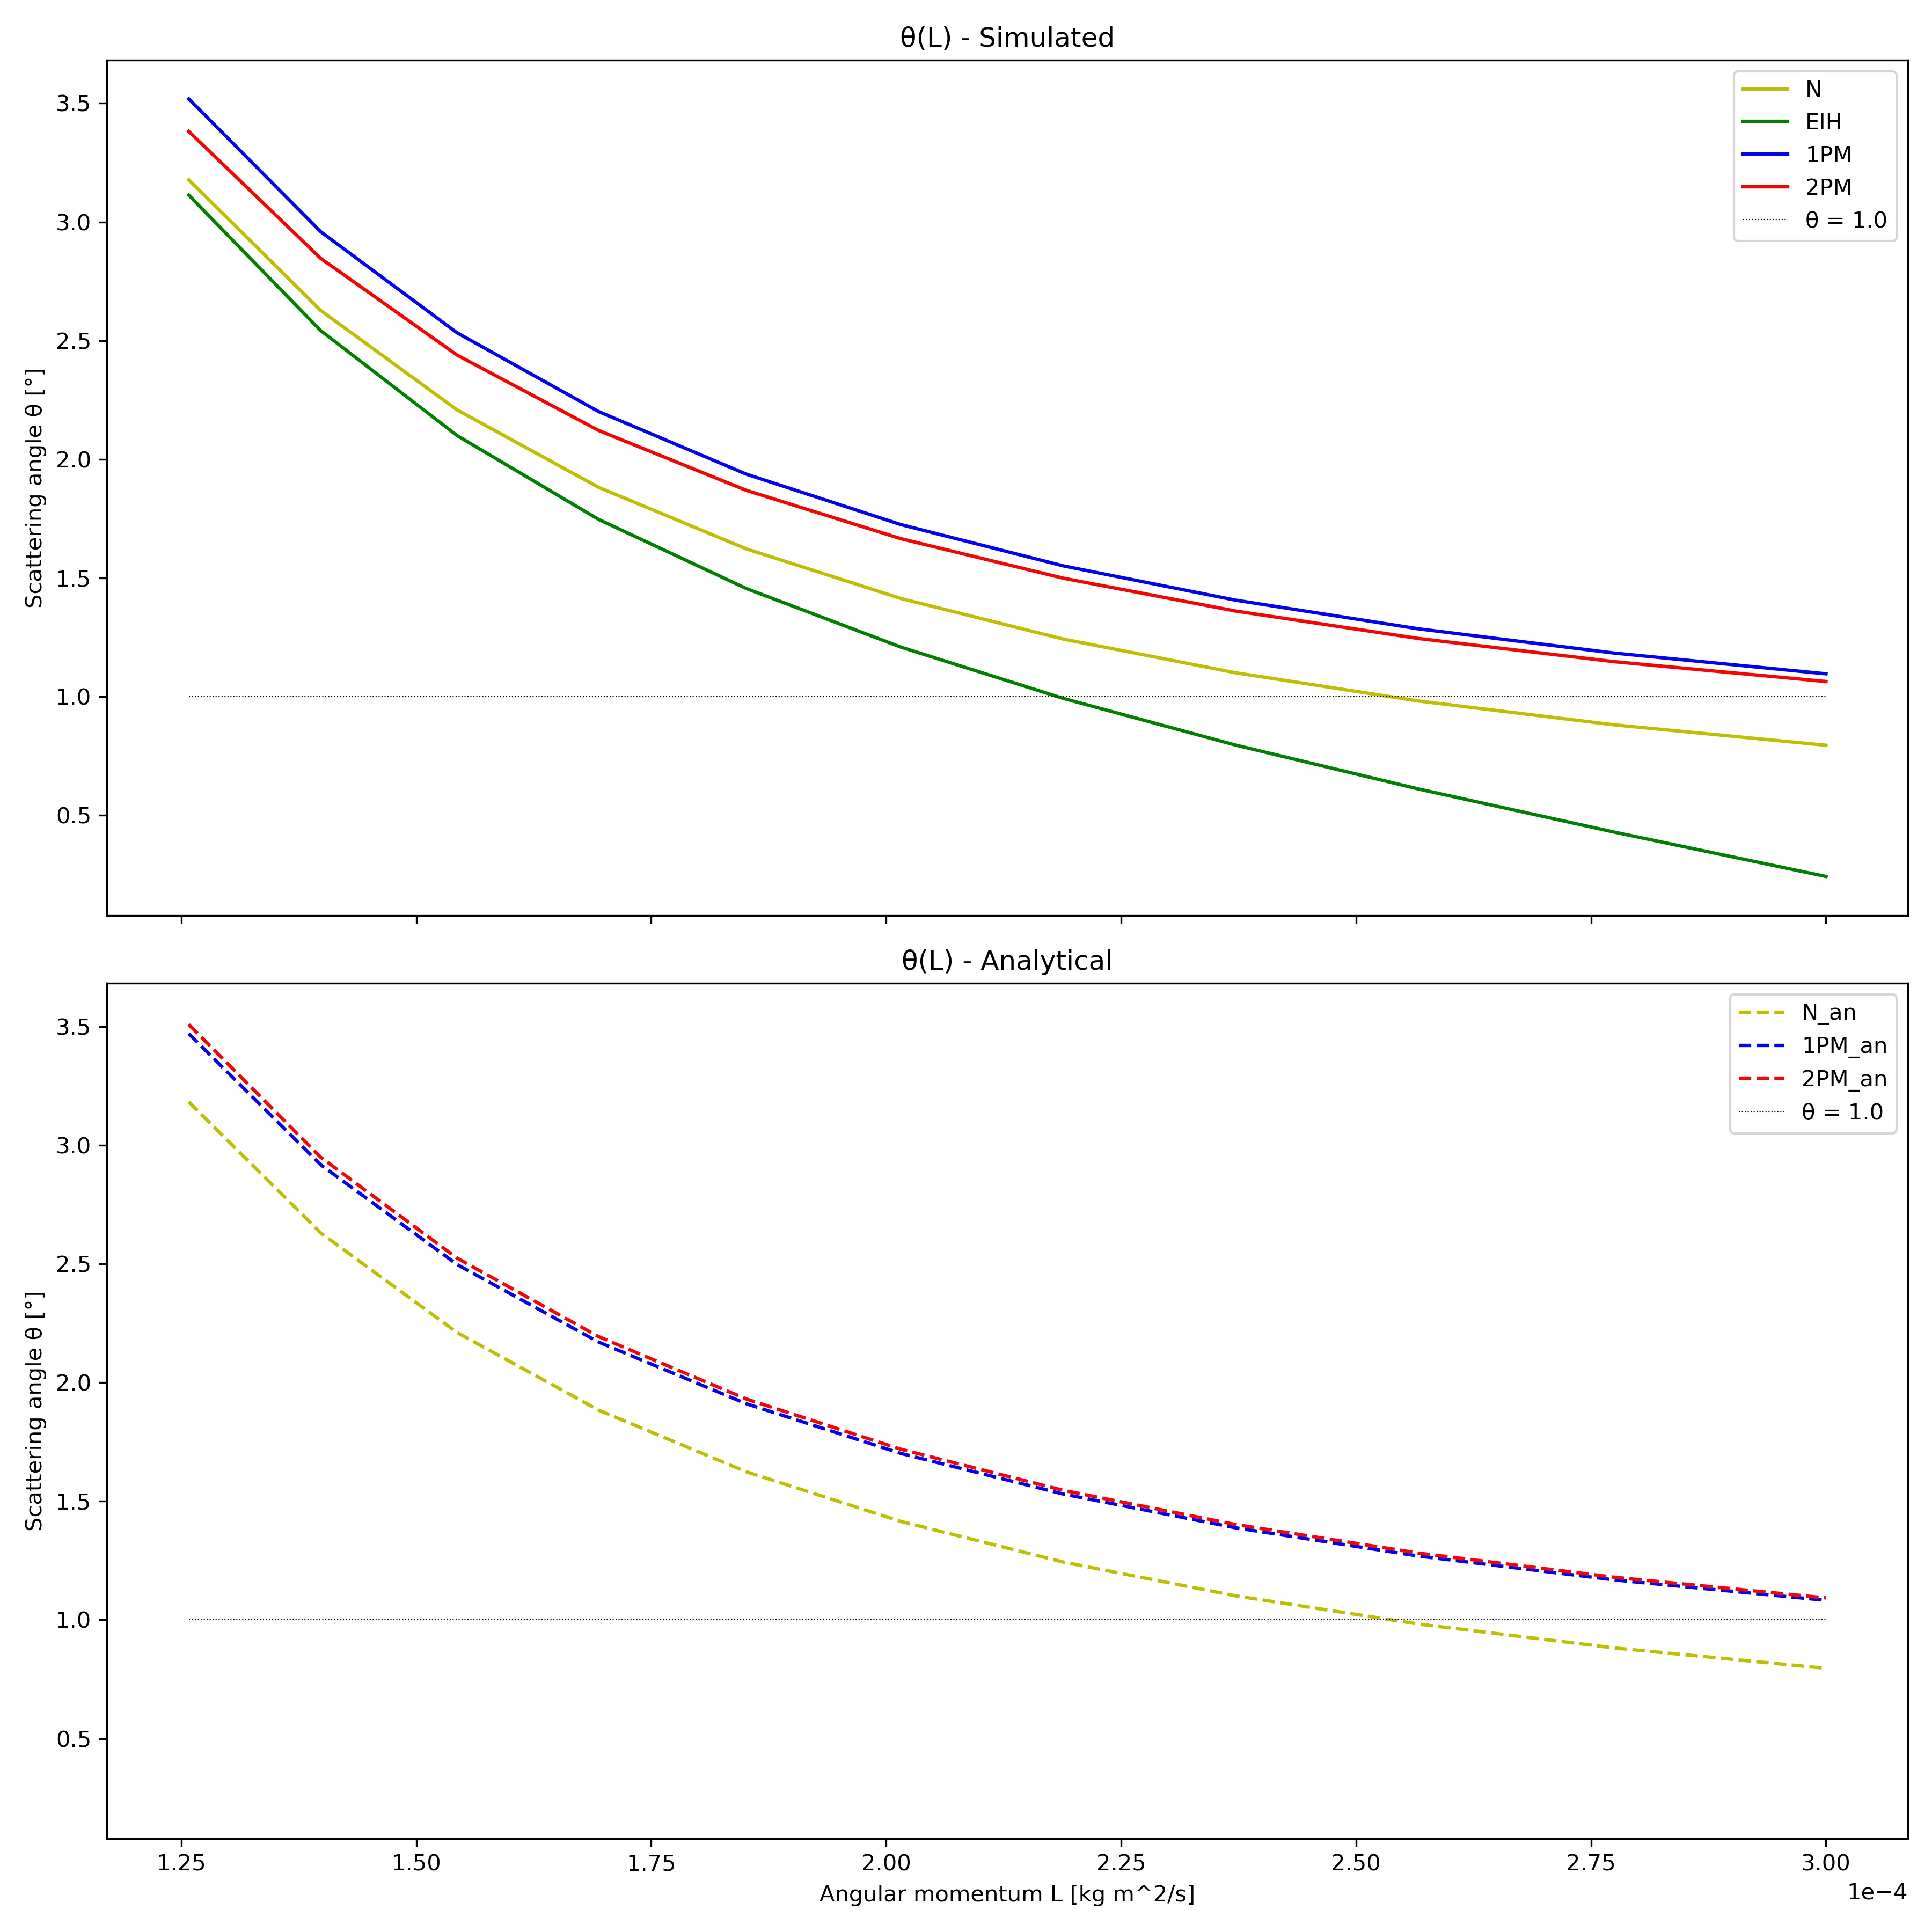 θ(L) - Simulated
Scattering angle θ [°]
3.5
3.0
2.5
2.0
1.5
1.0
0.5
N
EIH
1PM
2PM
θ = 1.0
θ(L) - Analytical
Scattering angle θ [°]
3.5
3.0
2.5
2.0
1.5
1.0
0.5
N_an
1PM_an
2PM_an
θ = 1.0
1.25 1.50 1.75 2.00 2.25 2.50 2.75 3.00
1e−4
Angular momentum L [kg m^2/s]